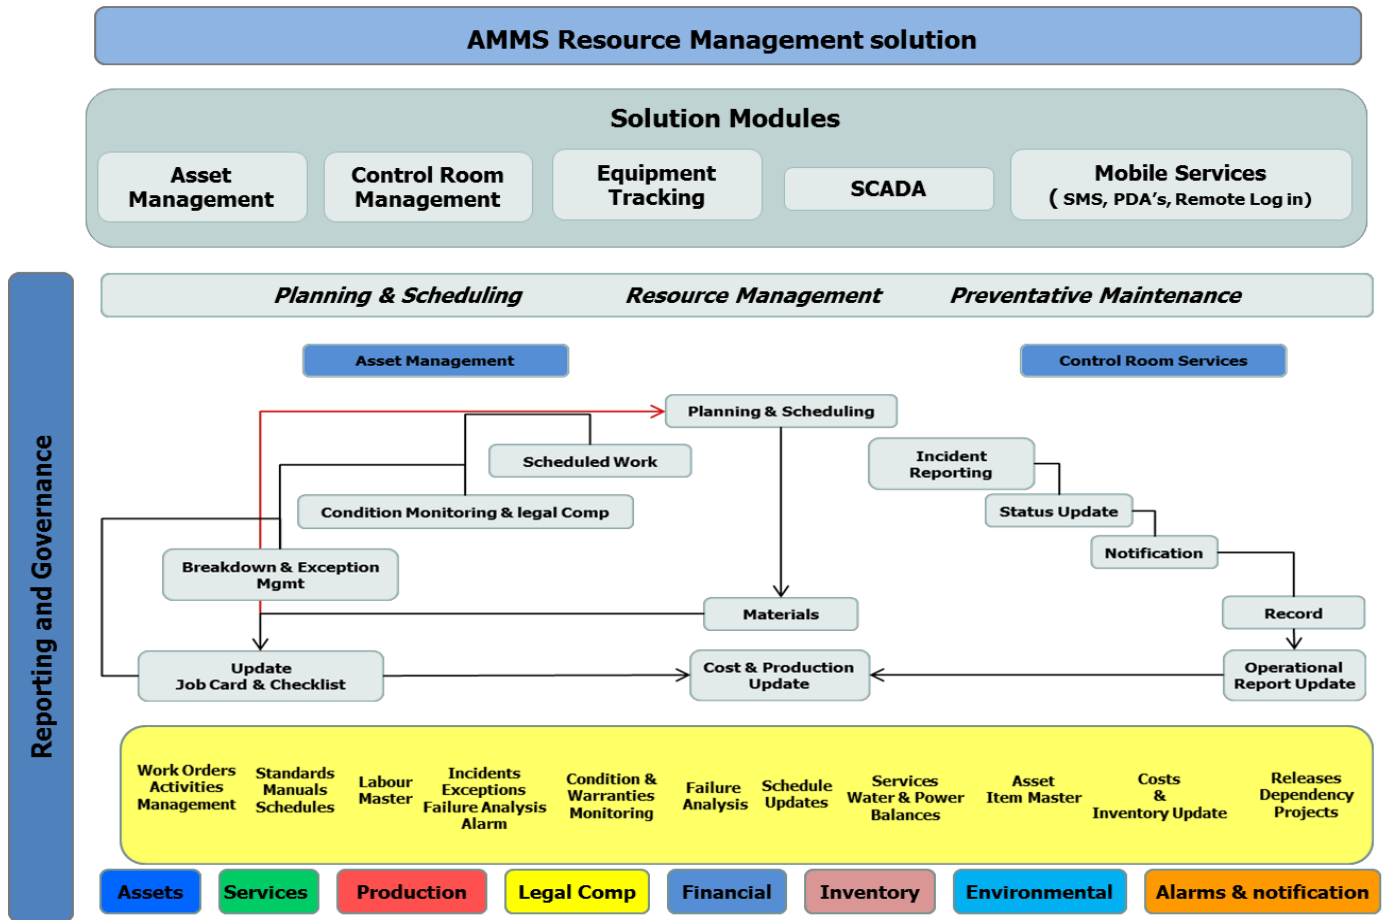 AMMS Resource Management solution
Solution Modules
Asset
Management
Control Room
Management
Equipment
Tracking
SCADA
Mobile Services
( SMS, PDA's, Remote Log in)
Reporting and Governance
Planning & Scheduling
Resource Management
Preventative Maintenance
Asset Management
Control Room Services
Planning & Scheduling
Scheduled Work
Condition Monitoring & legal Comp
Breakdown & Exception
Mgmt
Materials
Update
Job Card & Checklist
Cost & Production
Update
Incident
Reporting
Status Update
Notification
Record
Operational
Report Update
Work Orders
Activities
Management
Standards
Manuals
Schedules
Labour
Master
Incidents
Exceptions
Failure Analysis
Alarm
Condition &
Warranties
Monitoring
Failure
Analysis
Schedule
Updates
Services
Water & Power
Balances
Asset
Item Master
Costs
&
Inventory Update
Releases
Dependency
Projects
Assets
Services
Production
Legal Comp
Financial
Inventory
Environmental
Alarms & notification